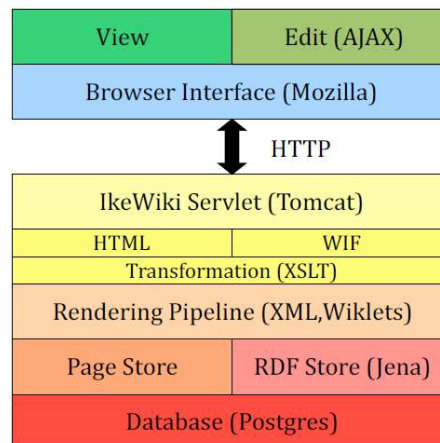 View
Edit (AJAX)
Browser Interface (Mozilla)
HTTP
IkeWiki Servlet (Tomcat)
HTML
WIF
Transformation (XSLT)
Rendering Pipeline (XML,Wiklets)
Page Store
RDF Store (Jena)
Database (Postgres)